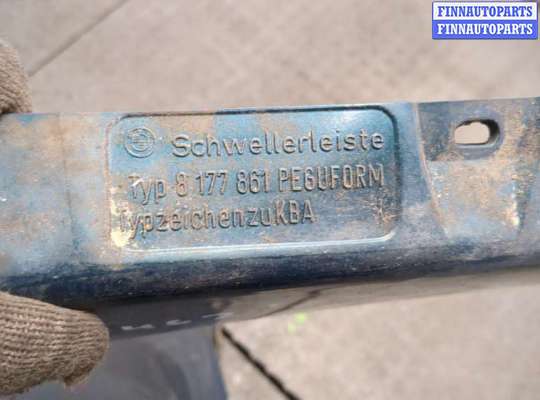 FINNAUTOPARTS
FINNAUTOPARTS
Schwellerleiste
Typ 8 177 861 PEGUFORM
TypzeichenzuKBA